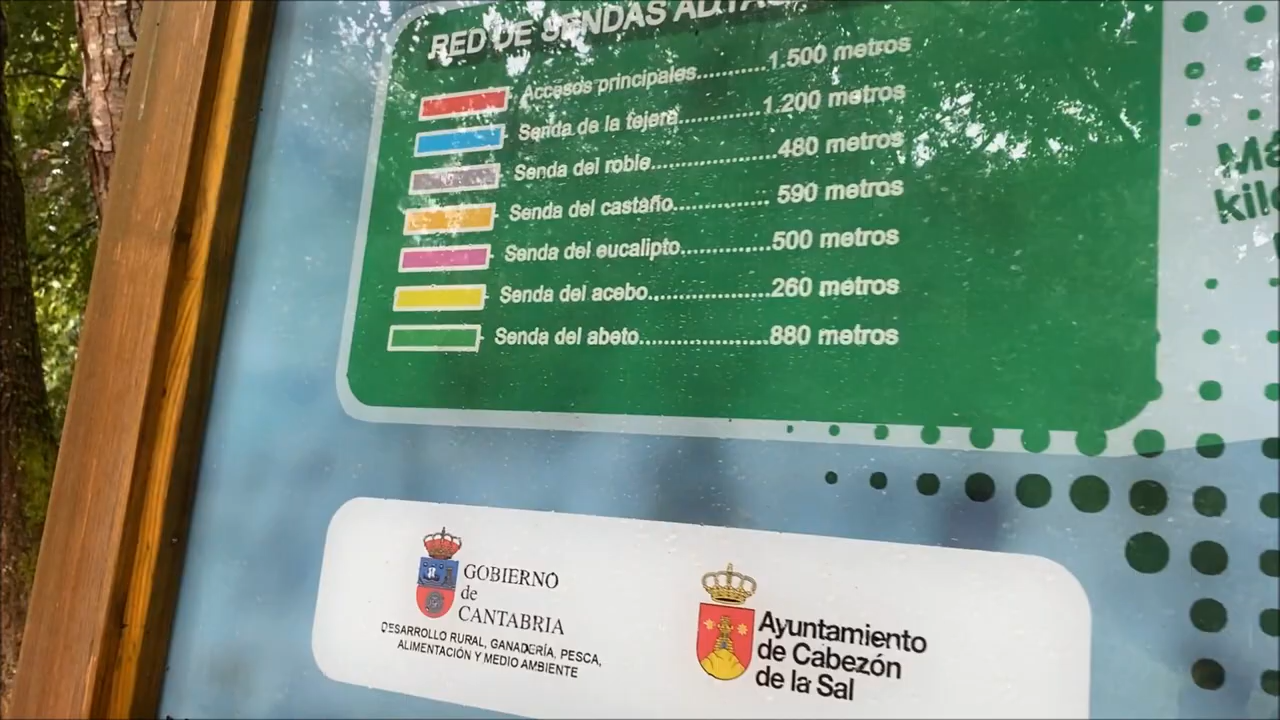 RED DE SENDAS
Accesos principales..........1.500 metros
Senda de la tejera..............1.200 metros
Senda del roble...................480 metros
Senda del castaño.............. 590 metros
Senda del eucalipto.............500 metros
Senda del acebo.................260 metros
Senda del abeto..................880 metros
GOBIERNO
de
CANTABRIA
DESARROLLO RURAL, GANADERÍA, PESCA,
ALIMENTACIÓN Y MEDIO AMBIENTE
Ayuntamiento
de Cabezón
de la Sal